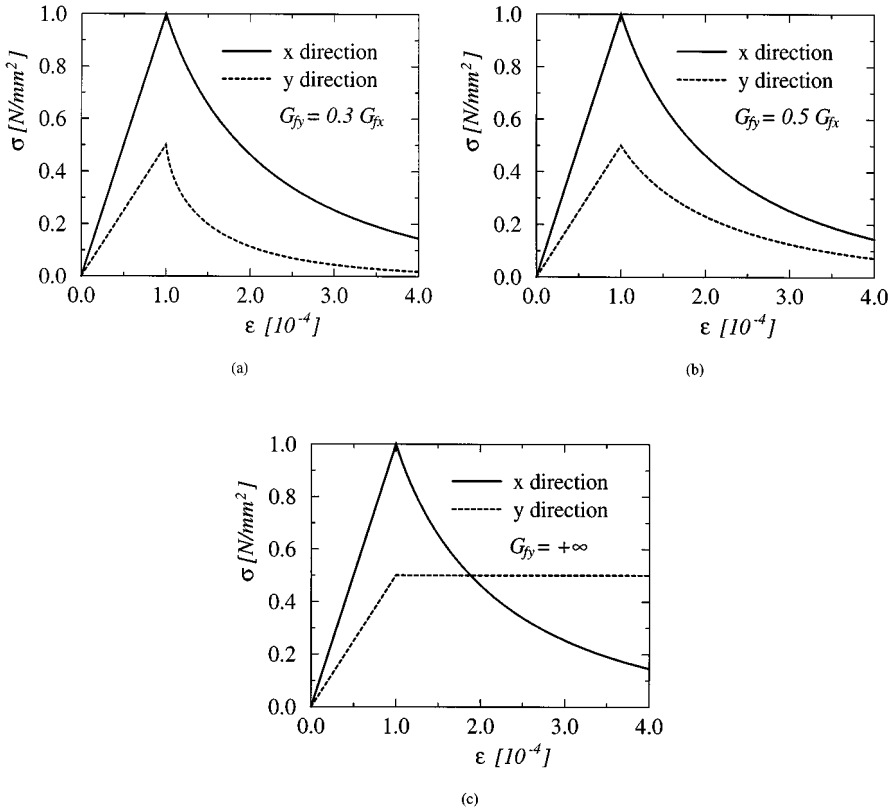 1.0
0.8
0.6
0.4
0.2
0.0
σ [N/mm²]
x direction
y direction
G_fy = 0.3 G_fx
0.0 1.0 2.0 3.0 4.0
ε [10⁻⁴]
(a)
1.0
0.8
0.6
0.4
0.2
0.0
σ [N/mm²]
x direction
y direction
G_fy = 0.5 G_fx
0.0 1.0 2.0 3.0 4.0
ε [10⁻⁴]
(b)
1.0
0.8
0.6
0.4
0.2
0.0
σ [N/mm²]
x direction
y direction
G_fy = +∞
0.0 1.0 2.0 3.0 4.0
ε [10⁻⁴]
(c)